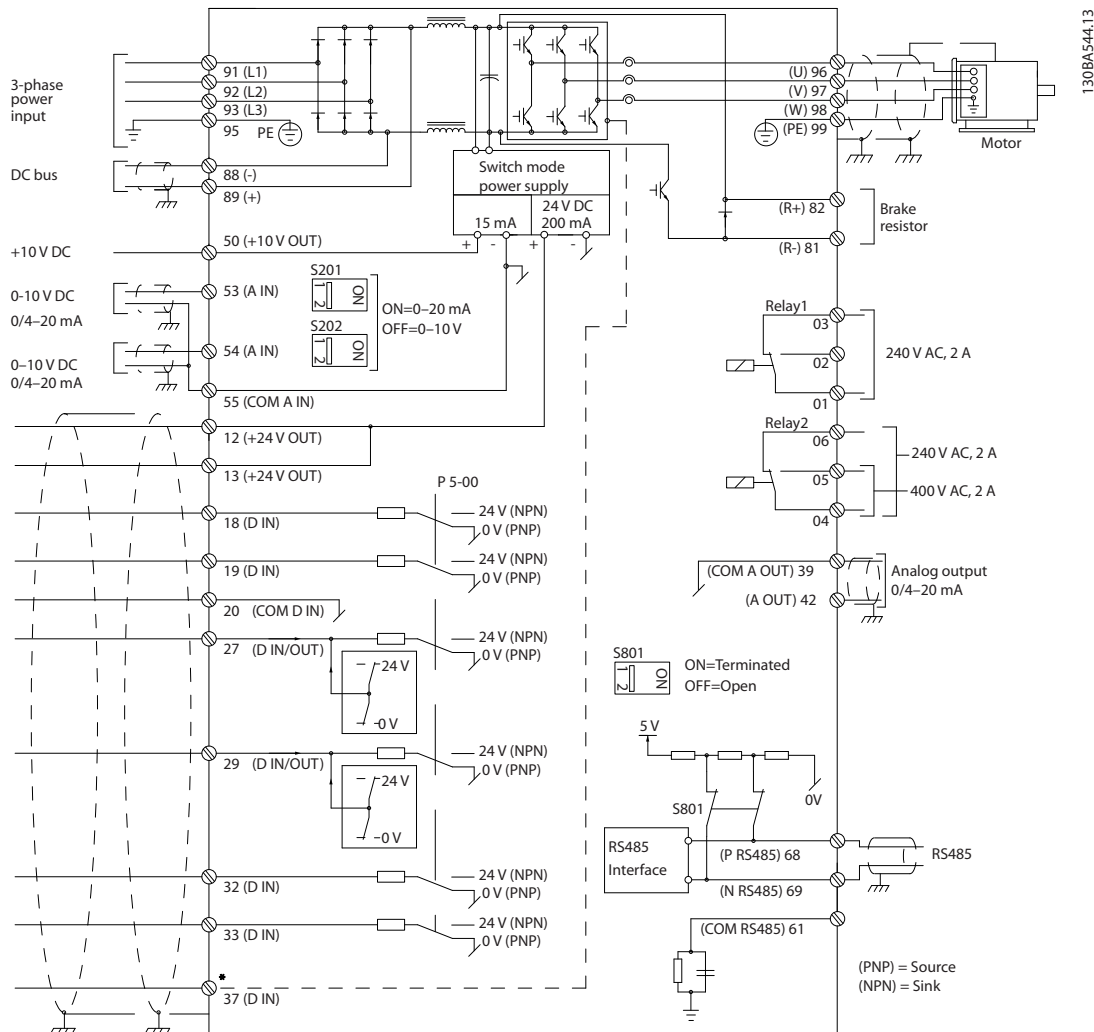 130BA544.13
3-phase
power
input
91 (L1)
92 (L2)
93 (L3)
95
PE
(U) 96
(V) 97
(W) 98
(PE) 99
Motor
DC bus
88 (-)
89 (+)
Switch mode
power supply
15 mA
24 V DC
200 mA
+ - + -
(R+) 82
(R-) 81
Brake
resistor
+10 V DC
50 (+10 V OUT)
0-10 V DC
0/4–20 mA
53 (A IN)
S201
1 2
ON
ON=0–20 mA
OFF=0–10 V
S202
1 2
ON
0–10 V DC
0/4–20 mA
54 (A IN)
55 (COM A IN)
Relay1
03
02
01
240 V AC, 2 A
Relay2
06
05
04
240 V AC, 2 A
400 V AC, 2 A
12 (+24 V OUT)
13 (+24 V OUT)
P 5-00
18 (D IN)
24 V (NPN)
0 V (PNP)
19 (D IN)
24 V (NPN)
0 V (PNP)
20 (COM D IN)
27 (D IN/OUT)
24 V (NPN)
0 V (PNP)
24 V
0 V
29 (D IN/OUT)
24 V (NPN)
0 V (PNP)
24 V
0 V
32 (D IN)
24 V (NPN)
0 V (PNP)
33 (D IN)
24 V (NPN)
0 V (PNP)
*
37 (D IN)
(COM A OUT) 39
(A OUT) 42
Analog output
0/4–20 mA
S801
1 2
ON
ON=Terminated
OFF=Open
5 V
0V
S801
RS485
Interface
(P RS485) 68
(N RS485) 69
RS485
(COM RS485) 61
(PNP) = Source
(NPN) = Sink